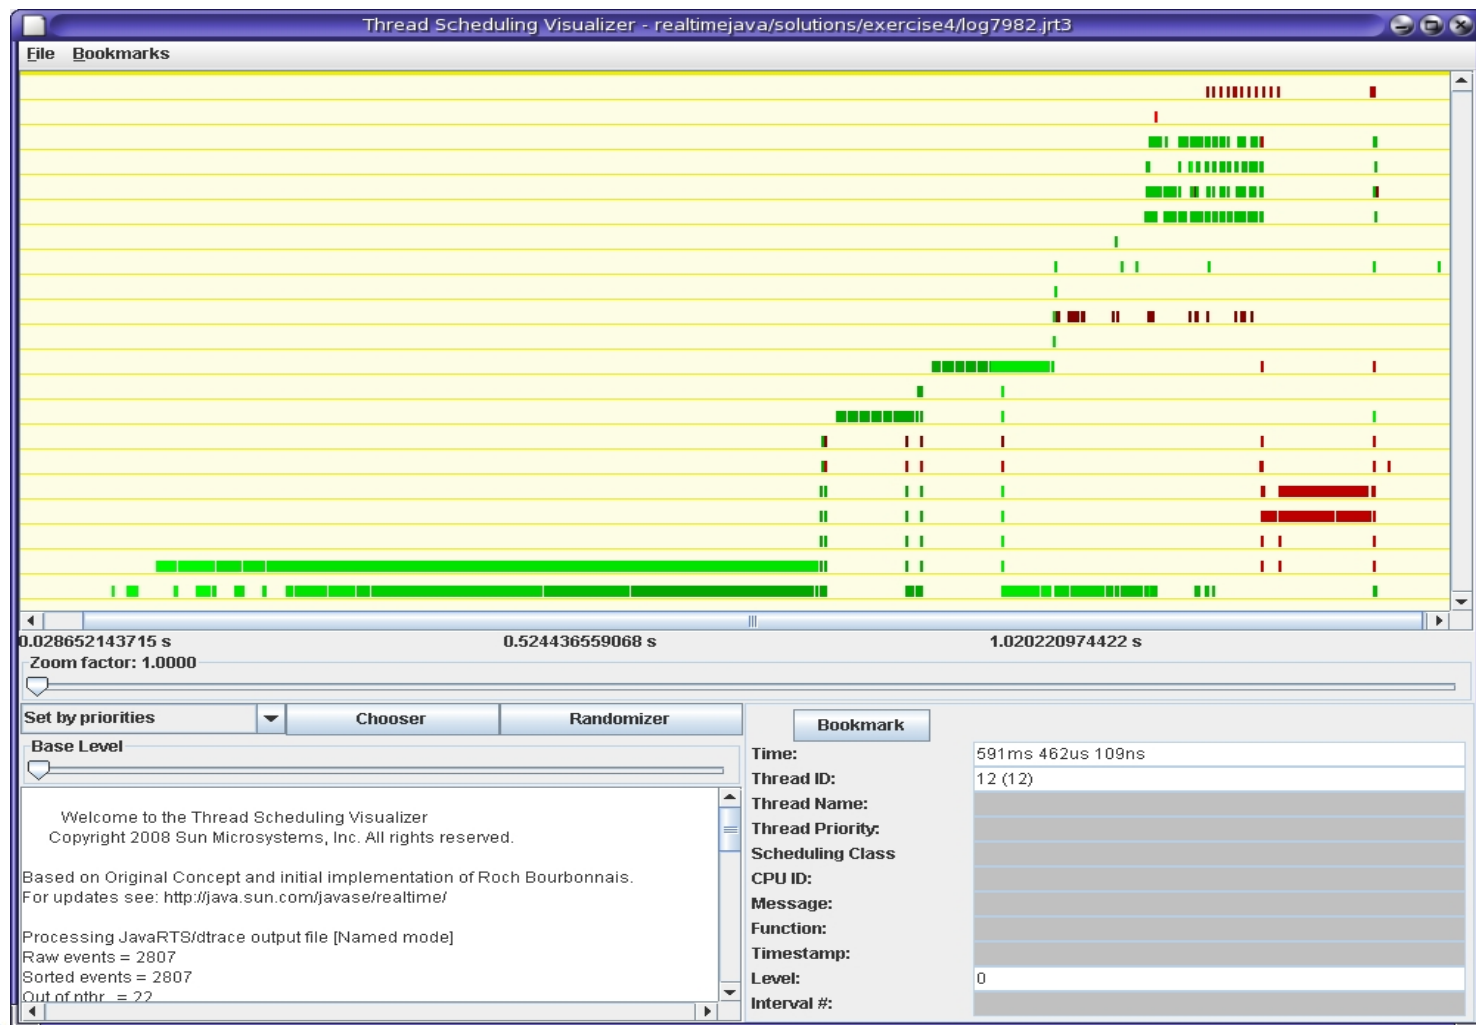 Thread Scheduling Visualizer - realtimejava/solutions/exercise4/log7982.jrt3
File Bookmarks
0.028652143715 s 0.524436559068 s 1.020220974422 s
Zoom factor: 1.0000
Set by priorities Chooser Randomizer
Base Level
Welcome to the Thread Scheduling Visualizer
Copyright 2008 Sun Microsystems, Inc. All rights reserved.
Based on Original Concept and initial implementation of Roch Bourbonnais.
For updates see: http://java.sun.com/javase/realtime/
Processing JavaRTS/dtrace output file [Named mode]
Raw events = 2807
Sorted events = 2807
Out of nthr = 22
Bookmark
Time: 591ms 462us 109ns
Thread ID: 12 (12)
Thread Name:
Thread Priority:
Scheduling Class
CPU ID:
Message:
Function:
Timestamp:
Level: 0
Interval #: